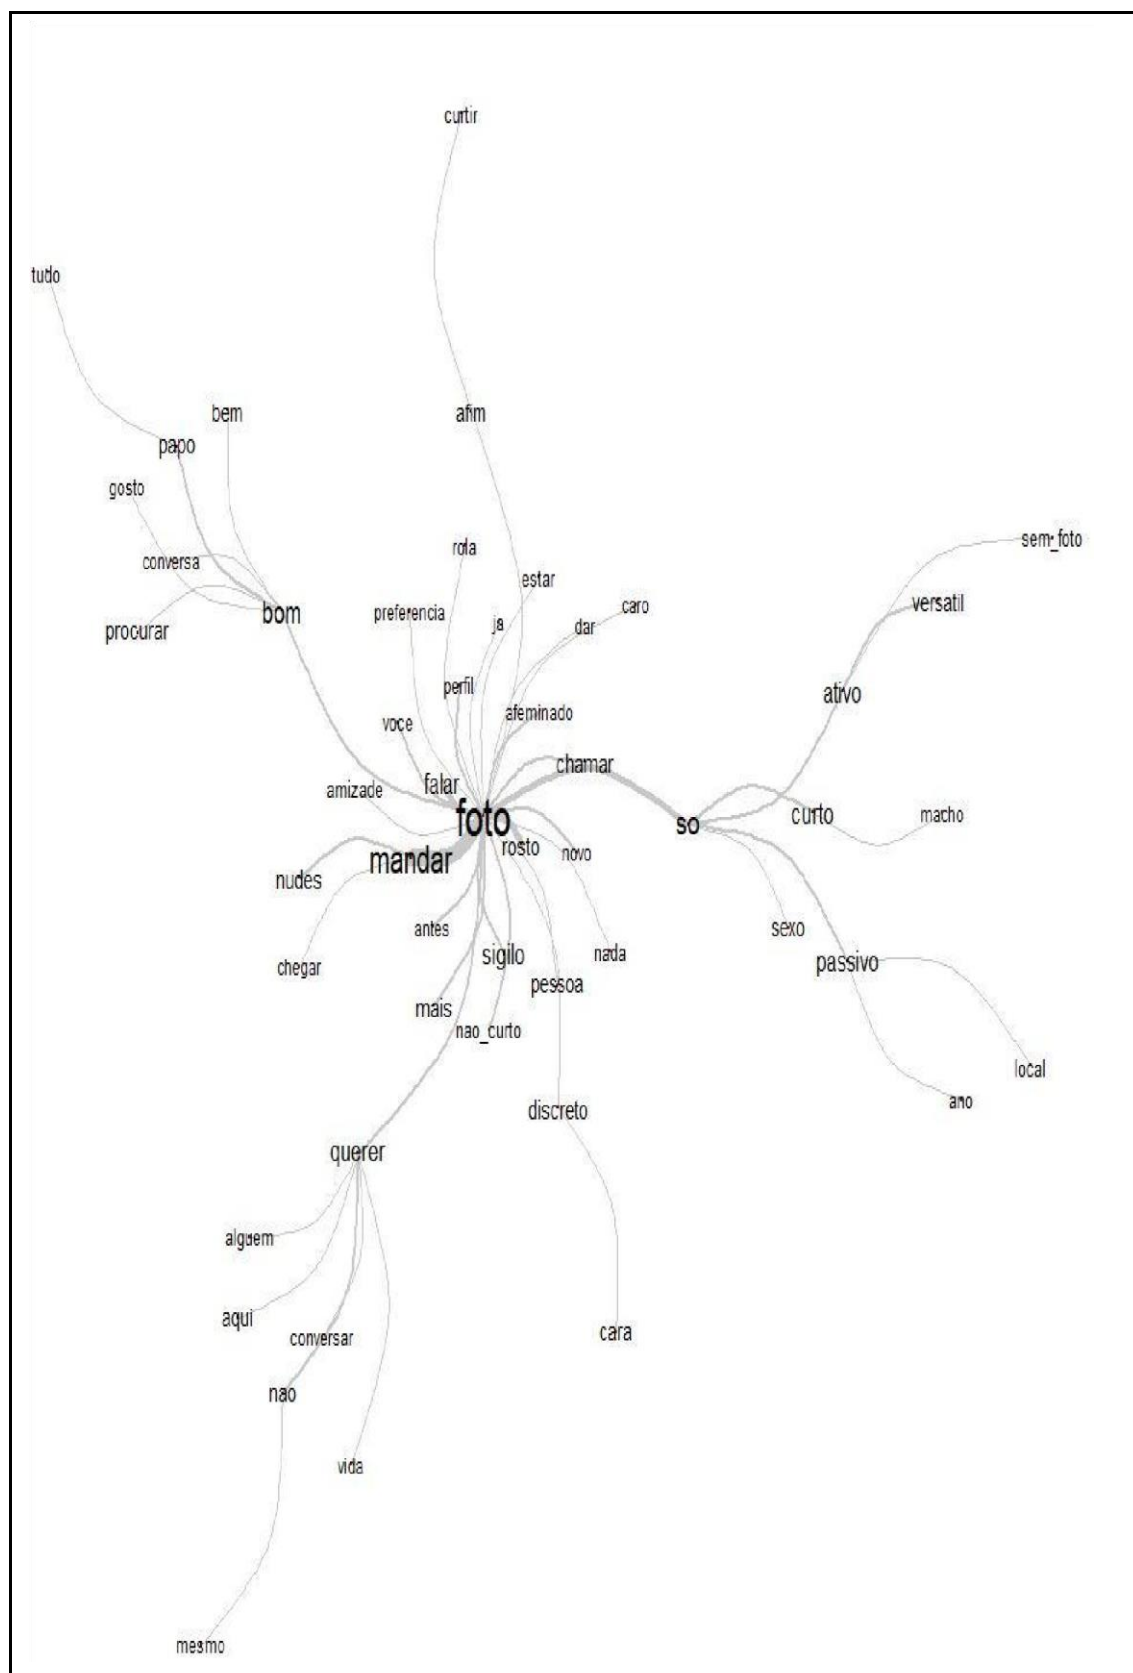 curtir
tudo
bem
afim
papo
gosto
rola
sem_foto
conversa
estar
versatil
caro
preferencia
bom
ja
dar
procurar
perfil
ativo
afeminado
voce
chamar
falar
amizade
foto
so
curto
macho
rosto
novo
mandar
nudes
antes
sexo
sigilo
nada
passivo
chegar
pessoa
mais
nao_curto
local
ano
discreto
querer
alguem
aqui
cara
conversar
nao
vida
mesmo